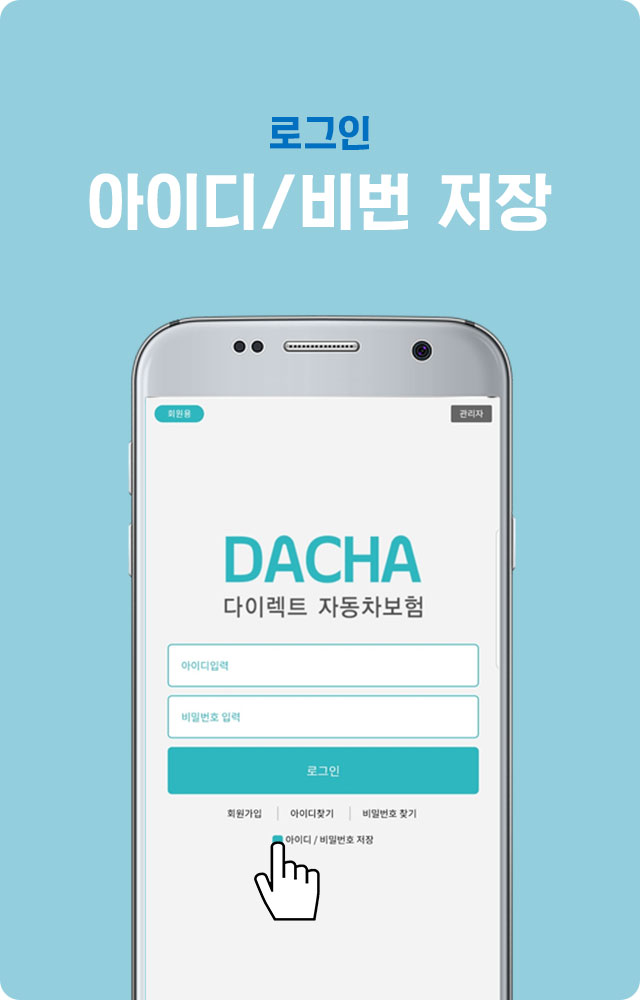 로그인
아이디/비번 저장
회원용
관리자
DACHA
다이렉트 자동차보험
아이디입력
비밀번호 입력
로그인
회원가입 | 아이디찾기 | 비밀번호 찾기
아이디 / 비밀번호 저장